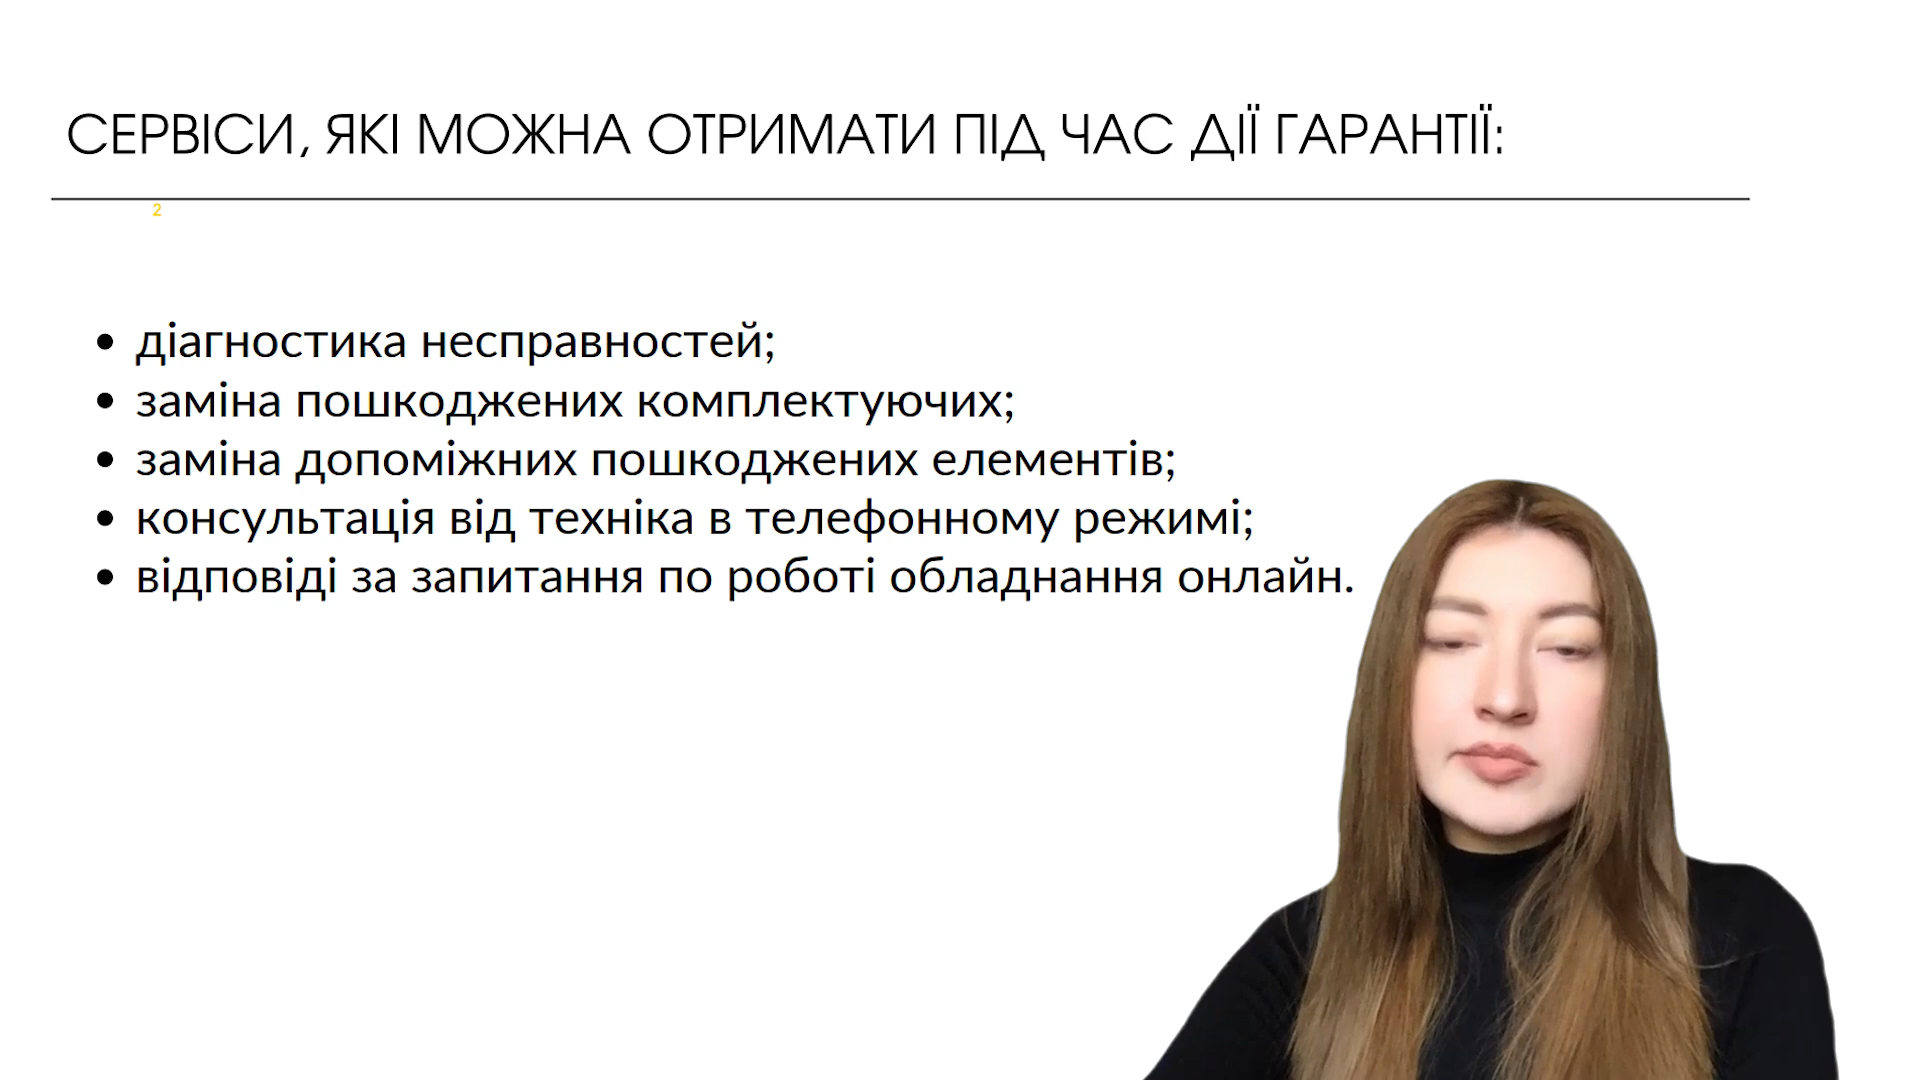 СЕРВІСИ, ЯКІ МОЖНА ОТРИМАТИ ПІД ЧАС ДІЇ ГАРАНТІЇ:
2
• діагностика несправностей;
• заміна пошкоджених комплектуючих;
• заміна допоміжних пошкоджених елементів;
• консультація від техніка в телефонному режимі;
• відповіді за запитання по роботі обладнання онлайн.